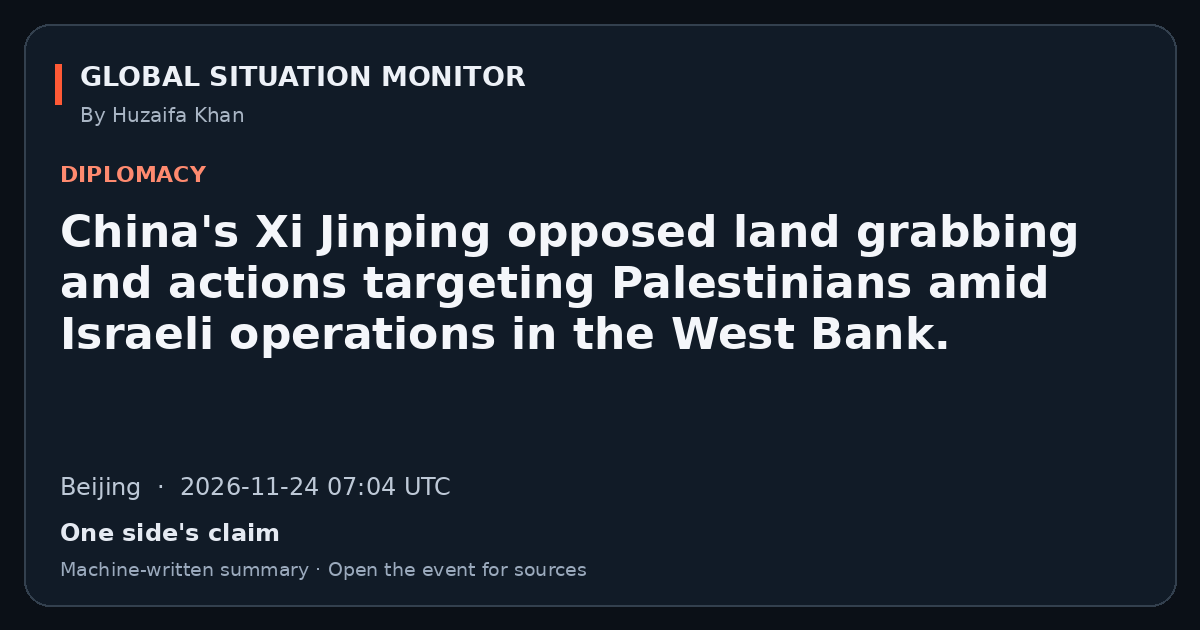 GLOBAL SITUATION MONITOR
By Huzaifa Khan
DIPLOMACY
China's Xi Jinping opposed land grabbing
and actions targeting Palestinians amid
Israeli operations in the West Bank.
Beijing · 2026-11-24 07:04 UTC
One side's claim
Machine-written summary · Open the event for sources